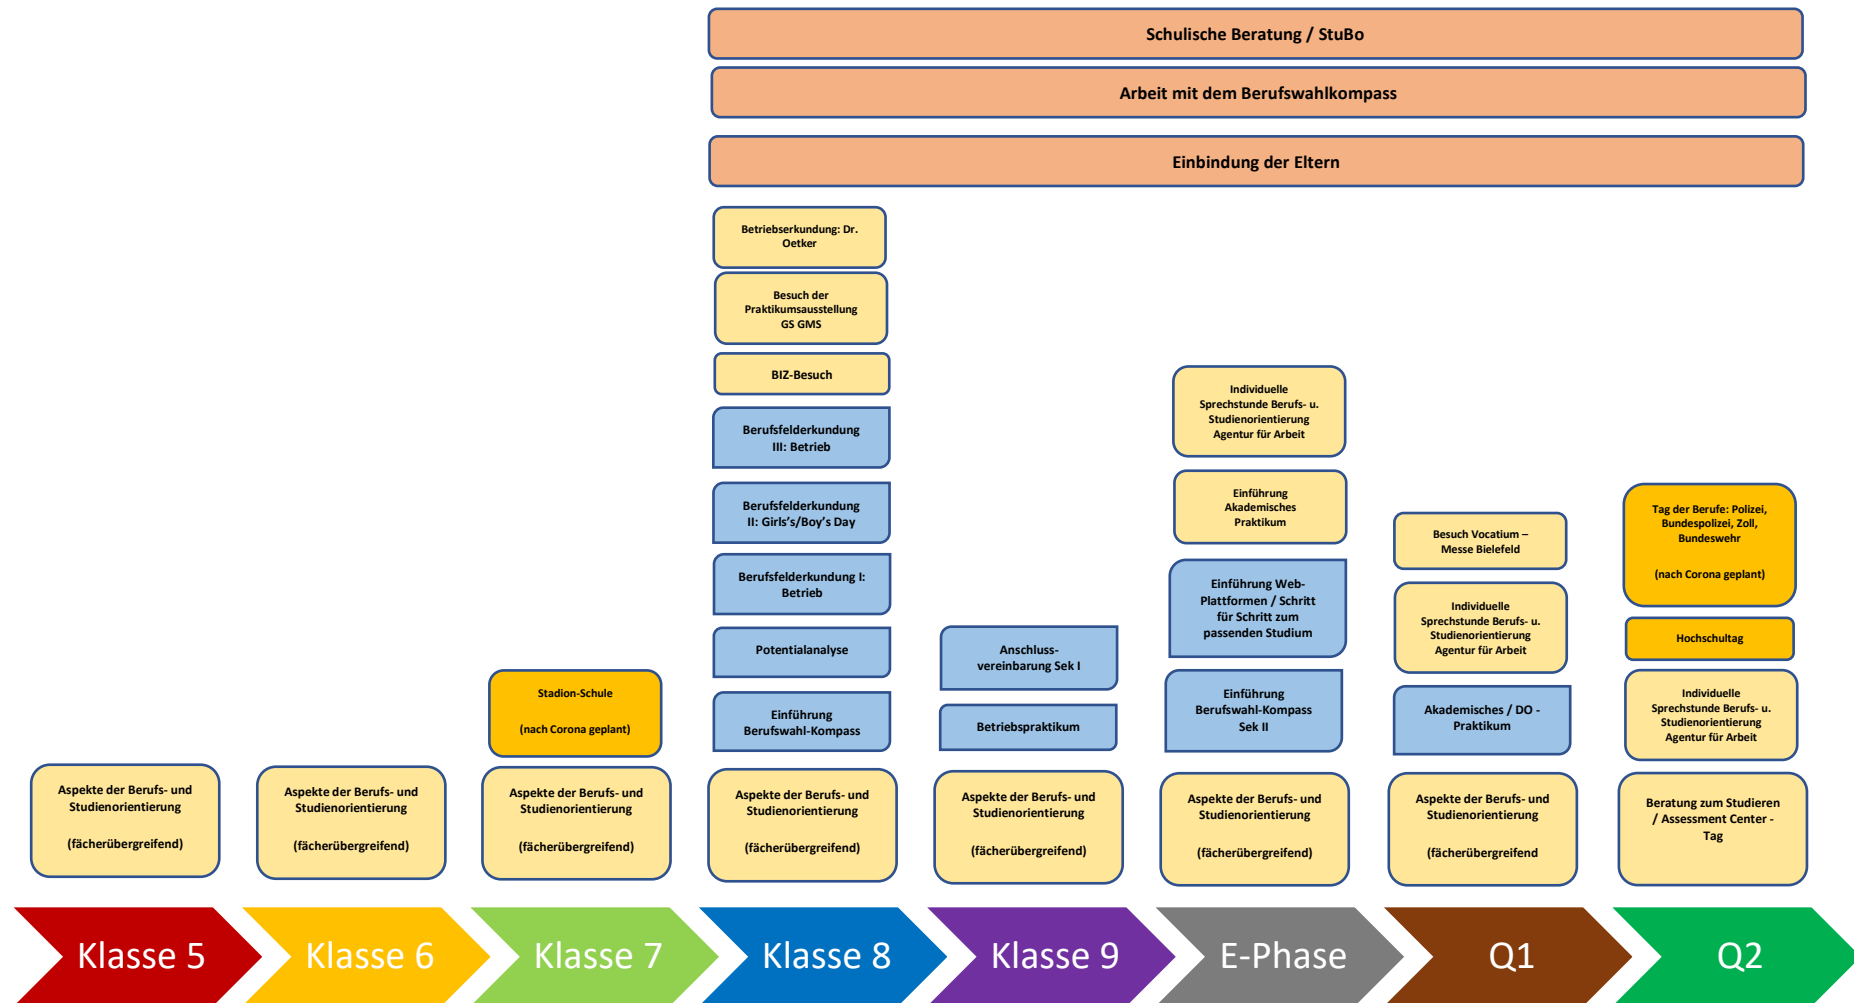 Schulische Beratung / StuBo
Arbeit mit dem Berufswahlkompass
Einbindung der Eltern
Betriebserkundung: Dr.
Oetker
Besuch der
Praktikumsausstellung
GS GMS
BIZ-Besuch
Berufsfelderkundung
III: Betrieb
Berufsfelderkundung
II: Girls's/Boy's Day
Berufsfelderkundung I:
Betrieb
Potentialanalyse
Einführung
Berufswahl-Kompass
Stadion-Schule
(nach Corona geplant)
Anschluss-
vereinbarung Sek I
Betriebspraktikum
Individuelle
Sprechstunde Berufs- u.
Studienorientierung
Agentur für Arbeit
Einführung
Akademisches
Praktikum
Einführung Web-
Plattformen / Schritt
für Schritt zum
passenden Studium
Einführung
Berufswahl-Kompass
Sek II
Besuch Vocatium –
Messe Bielefeld
Individuelle
Sprechstunde Berufs- u.
Studienorientierung
Agentur für Arbeit
Akademisches / DO -
Praktikum
Tag der Berufe: Polizei,
Bundespolizei, Zoll,
Bundeswehr
(nach Corona geplant)
Hochschultag
Individuelle
Sprechstunde Berufs- u.
Studienorientierung
Agentur für Arbeit
Aspekte der Berufs- und
Studienorientierung
(fächerübergreifend)
Aspekte der Berufs- und
Studienorientierung
(fächerübergreifend)
Aspekte der Berufs- und
Studienorientierung
(fächerübergreifend)
Aspekte der Berufs- und
Studienorientierung
(fächerübergreifend)
Aspekte der Berufs- und
Studienorientierung
(fächerübergreifend)
Aspekte der Berufs- und
Studienorientierung
(fächerübergreifend)
Aspekte der Berufs- und
Studienorientierung
(fächerübergreifend
Beratung zum Studieren
/ Assessment Center -
Tag
Klasse 5
Klasse 6
Klasse 7
Klasse 8
Klasse 9
E-Phase
Q1
Q2